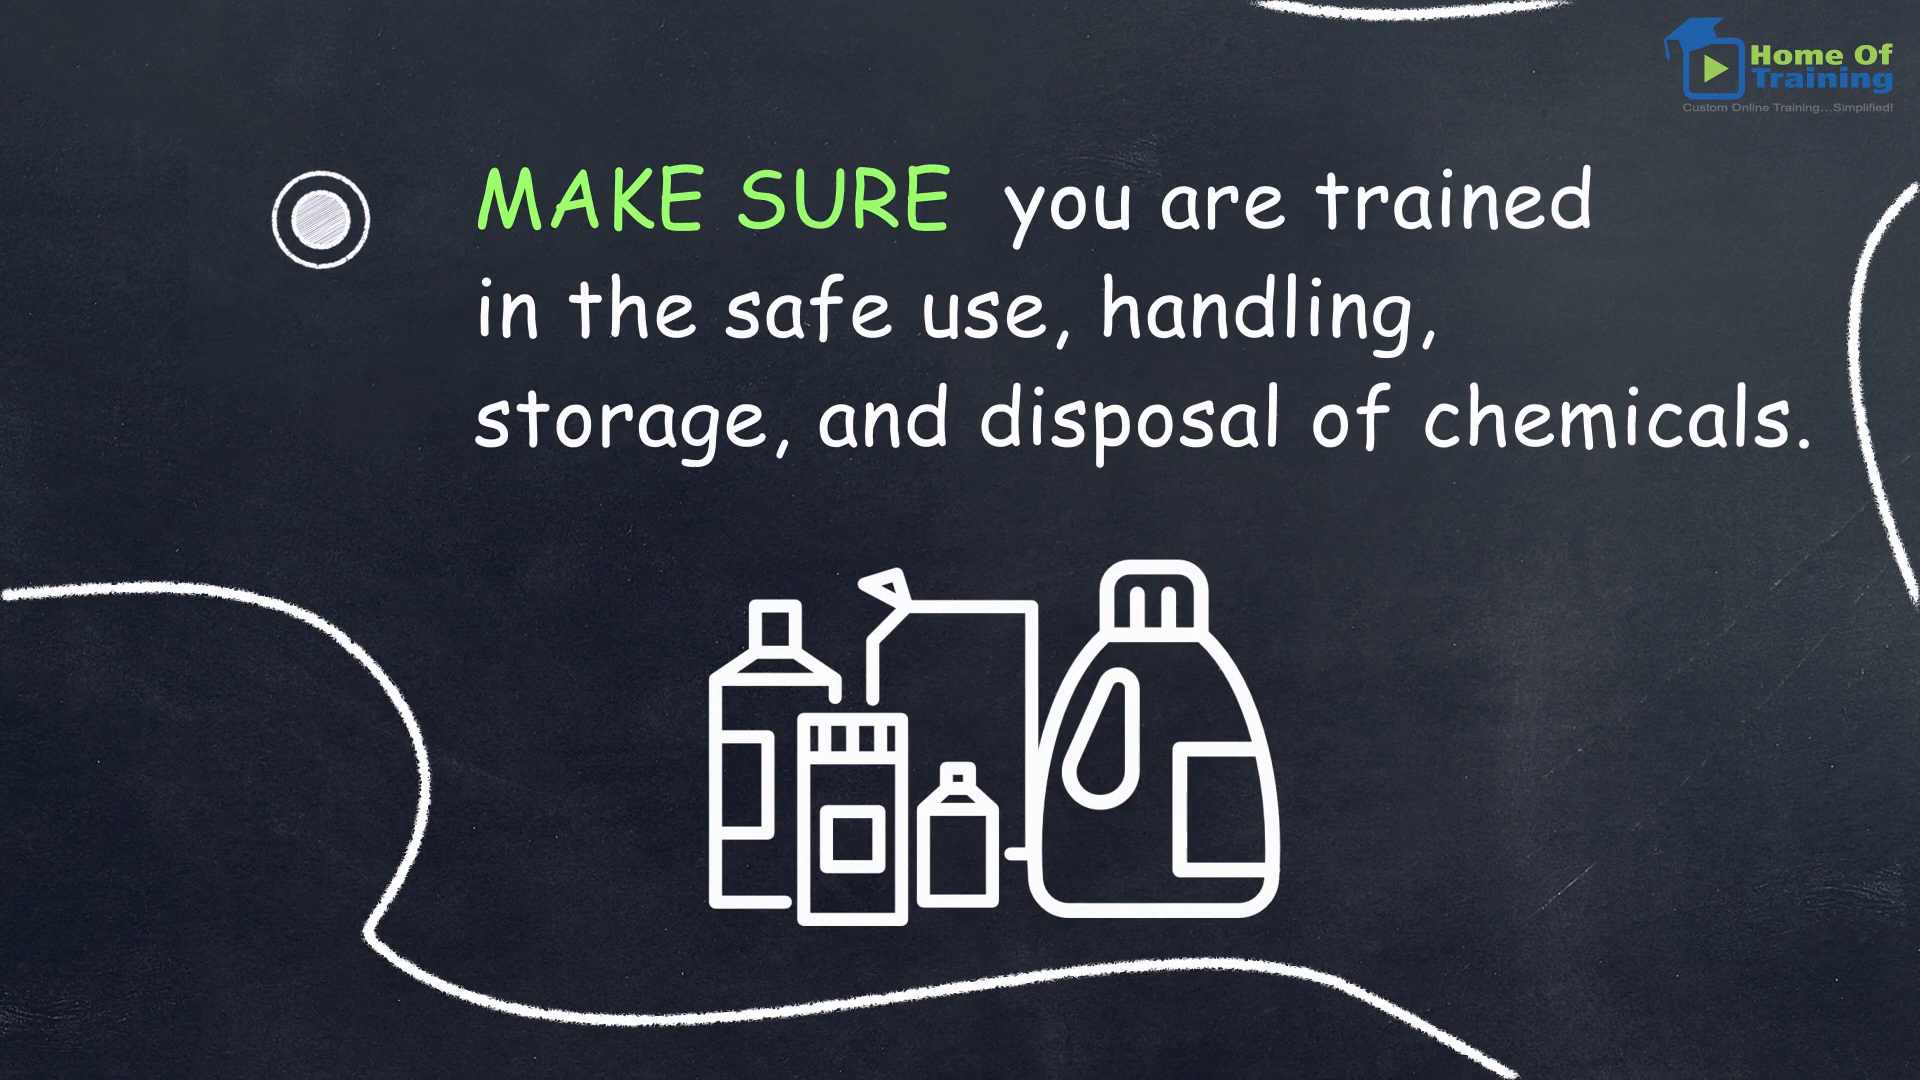 Home Of
Training
Custom Online Training...Simplified!
MAKE SURE you are trained
in the safe use, handling,
storage, and disposal of chemicals.